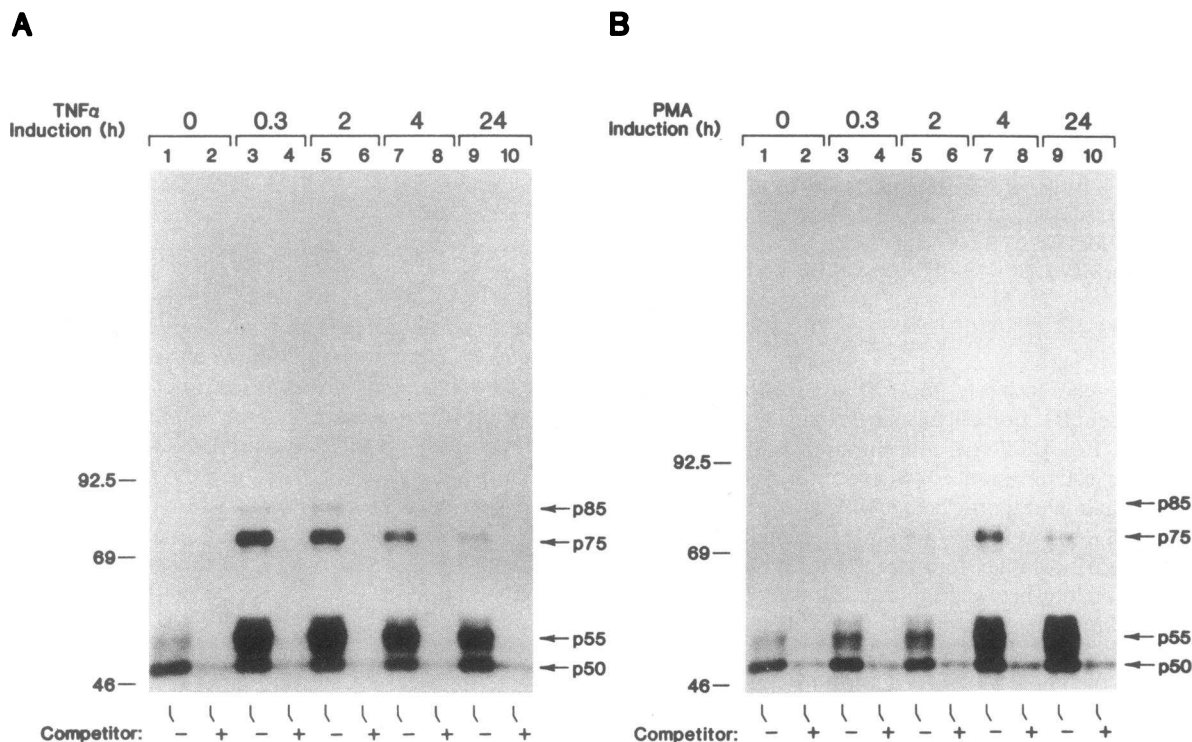 A
TNFα
Induction (h)
0 0.3 2 4 24
1 2 3 4 5 6 7 8 9 10
92.5
69
46
p85
p75
p55
p50
Competitor: - + - + - + - + - +
B
PMA
Induction (h)
0 0.3 2 4 24
1 2 3 4 5 6 7 8 9 10
92.5
69
46
p85
p75
p55
p50
Competitor: - + - + - + - + - +